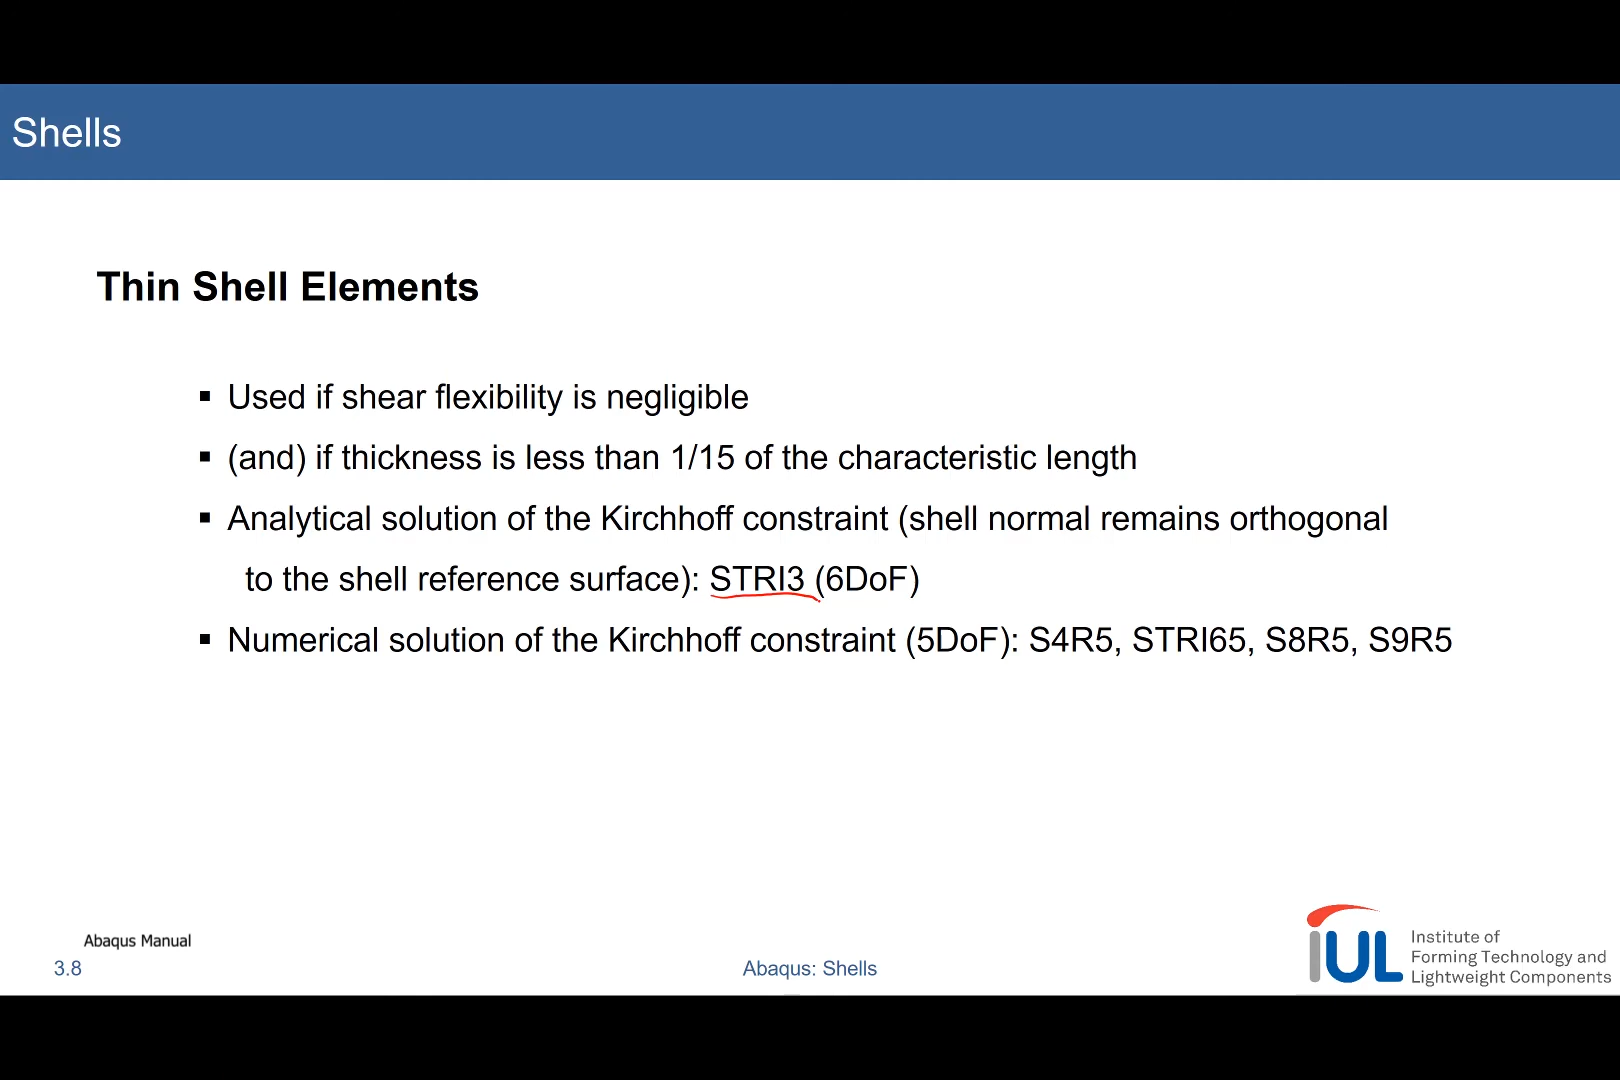 Shells
Thin Shell Elements
▪ Used if shear flexibility is negligible
▪ (and) if thickness is less than 1/15 of the characteristic length
▪ Analytical solution of the Kirchhoff constraint (shell normal remains orthogonal
to the shell reference surface): STRI3 (6DoF)
▪ Numerical solution of the Kirchhoff constraint (5DoF): S4R5, STRI65, S8R5, S9R5
Abaqus Manual
3.8
Abaqus: Shells
IUL
Institute of
Forming Technology and
Lightweight Components